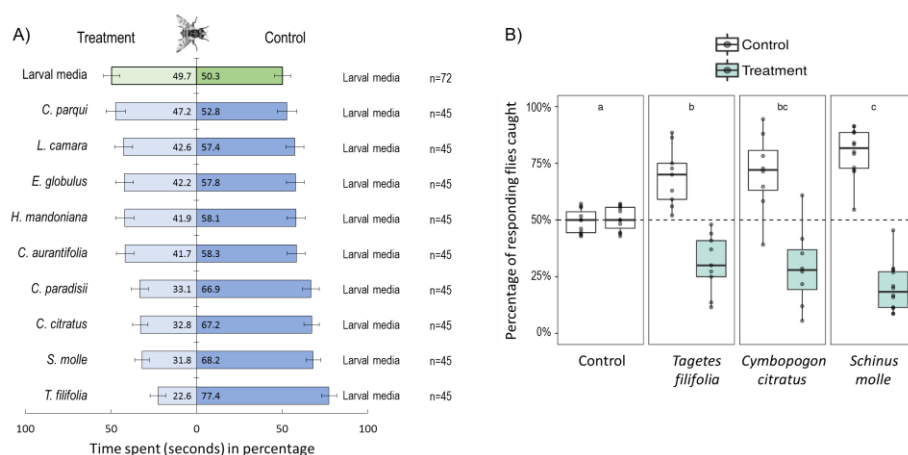 A)
Treatment Control
Larval media 49.7 50.3 Larval media n=72
C. parqui 47.2 52.8 Larval media n=45
L. camara 42.6 57.4 Larval media n=45
E. globulus 42.2 57.8 Larval media n=45
H. mandoniana 41.9 58.1 Larval media n=45
C. aurantifolia 41.7 58.3 Larval media n=45
C. paradisii 33.1 66.9 Larval media n=45
C. citratus 32.8 67.2 Larval media n=45
S. molle 31.8 68.2 Larval media n=45
T. filifolia 22.6 77.4 Larval media n=45
100 50 0 50 100
Time spent (seconds) in percentage
B)
Control
Treatment
Percentage of responding flies caught
a b bc c
100%
75%
50%
25%
0%
Control Tagetes Cymbopogon Schinus
filifolia citratus molle